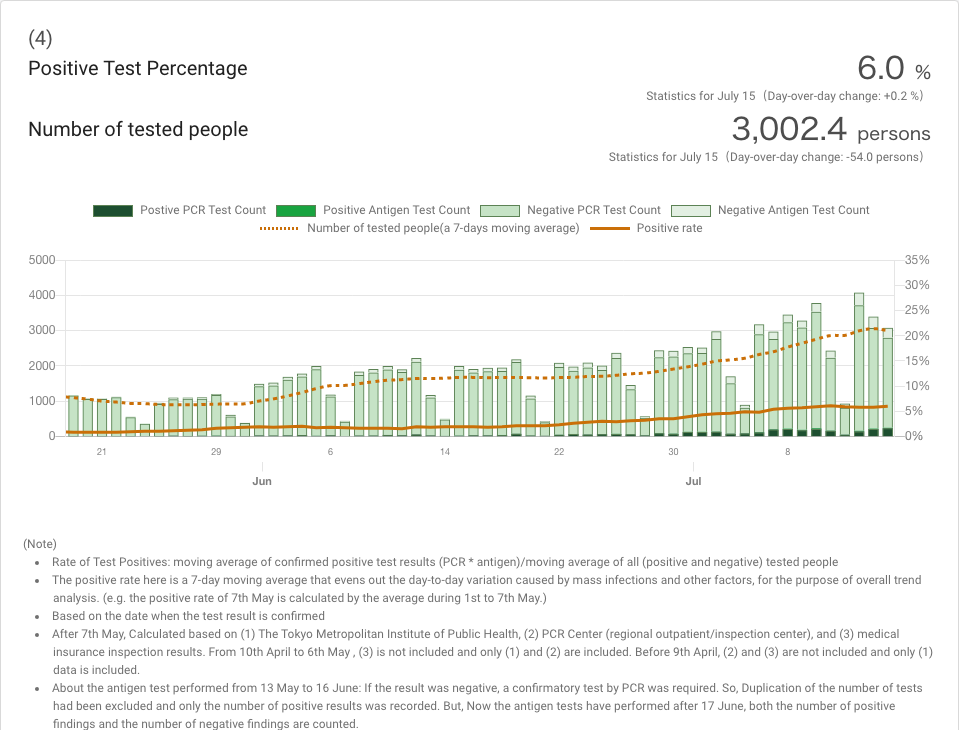 (4)
Positive Test Percentage
6.0 %
Statistics for July 15（Day-over-day change: +0.2 %）
Number of tested people
3,002.4 persons
Statistics for July 15（Day-over-day change: -54.0 persons）
Postive PCR Test Count Positive Antigen Test Count Negative PCR Test Count Negative Antigen Test Count
Number of tested people(a 7-days moving average) Positive rate
5000 35%
30%
4000
25%
3000
20%
2000
15%
10%
1000
5%
0 0%
21 29 6 14 22 30 8
Jun Jul
(Note)
• Rate of Test Positives: moving average of confirmed positive test results (PCR * antigen)/moving average of all (positive and negative) tested people
• The positive rate here is a 7-day moving average that evens out the day-to-day variation caused by mass infections and other factors, for the purpose of overall trend
analysis. (e.g. the positive rate of 7th May is calculated by the average during 1st to 7th May.)
• Based on the date when the test result is confirmed
• After 7th May, Calculated based on (1) The Tokyo Metropolitan Institute of Public Health, (2) PCR Center (regional outpatient/inspection center), and (3) medical
insurance inspection results. From 10th April to 6th May , (3) is not included and only (1) and (2) are included. Before 9th April, (2) and (3) are not included and only (1)
data is included.
• About the antigen test performed from 13 May to 16 June: If the result was negative, a confirmatory test by PCR was required. So, Duplication of the number of tests
had been excluded and only the number of positive results was recorded. But, Now the antigen tests have performed after 17 June, both the number of positive
findings and the number of negative findings are counted.